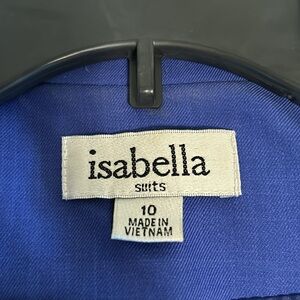 isabella
suits
10
MADE IN
VIETNAM